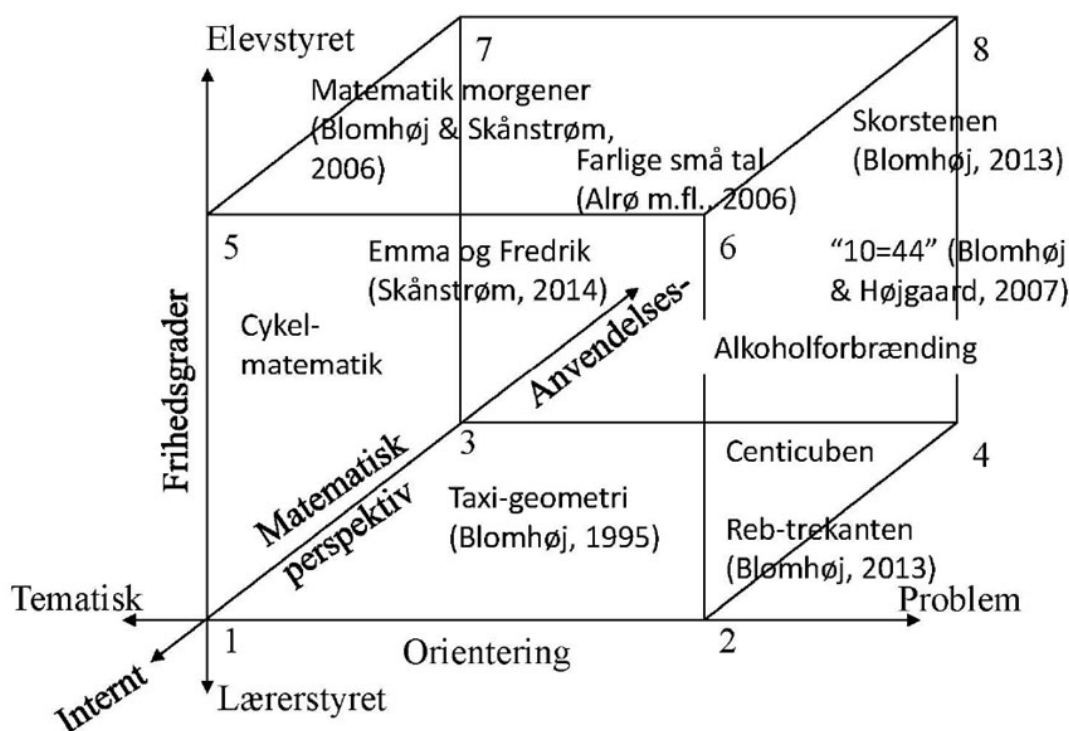 Elevstyret
7
8
Matematik morgener
(Blomhøj & Skånstrøm,
2006)
Skorstenen
(Blomhøj, 2013)
Farlige små tal
(Alrø m.fl., 2006)
5
6
Emma og Fredrik
(Skånstrøm, 2014)
“10=44” (Blomhøj
& Højgaard, 2007)
Frihedsgrader
Cykel-
matematik
Anvendelses-
Alkoholforbrænding
3
4
Matematisk
perspektiv
Centicuben
Taxi-geometri
(Blomhøj, 1995)
Reb-trekanten
(Blomhøj, 2013)
Tematisk
Problem
1
2
Orientering
Internt
Lærerstyret